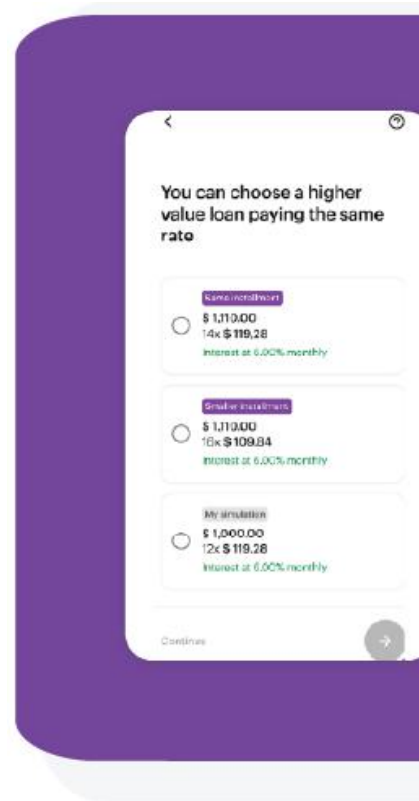 You can choose a higher
value loan paying the same
rate
Same installment
$ 1,110.00
14x $ 119,28
Interest at 6.00% monthly
Smaller installment
$ 1,110.00
16x $ 109.84
Interest at 6.00% monthly
My simulation
$ 1,000.00
12x $ 119.28
Interest at 6.00% monthly
Continue